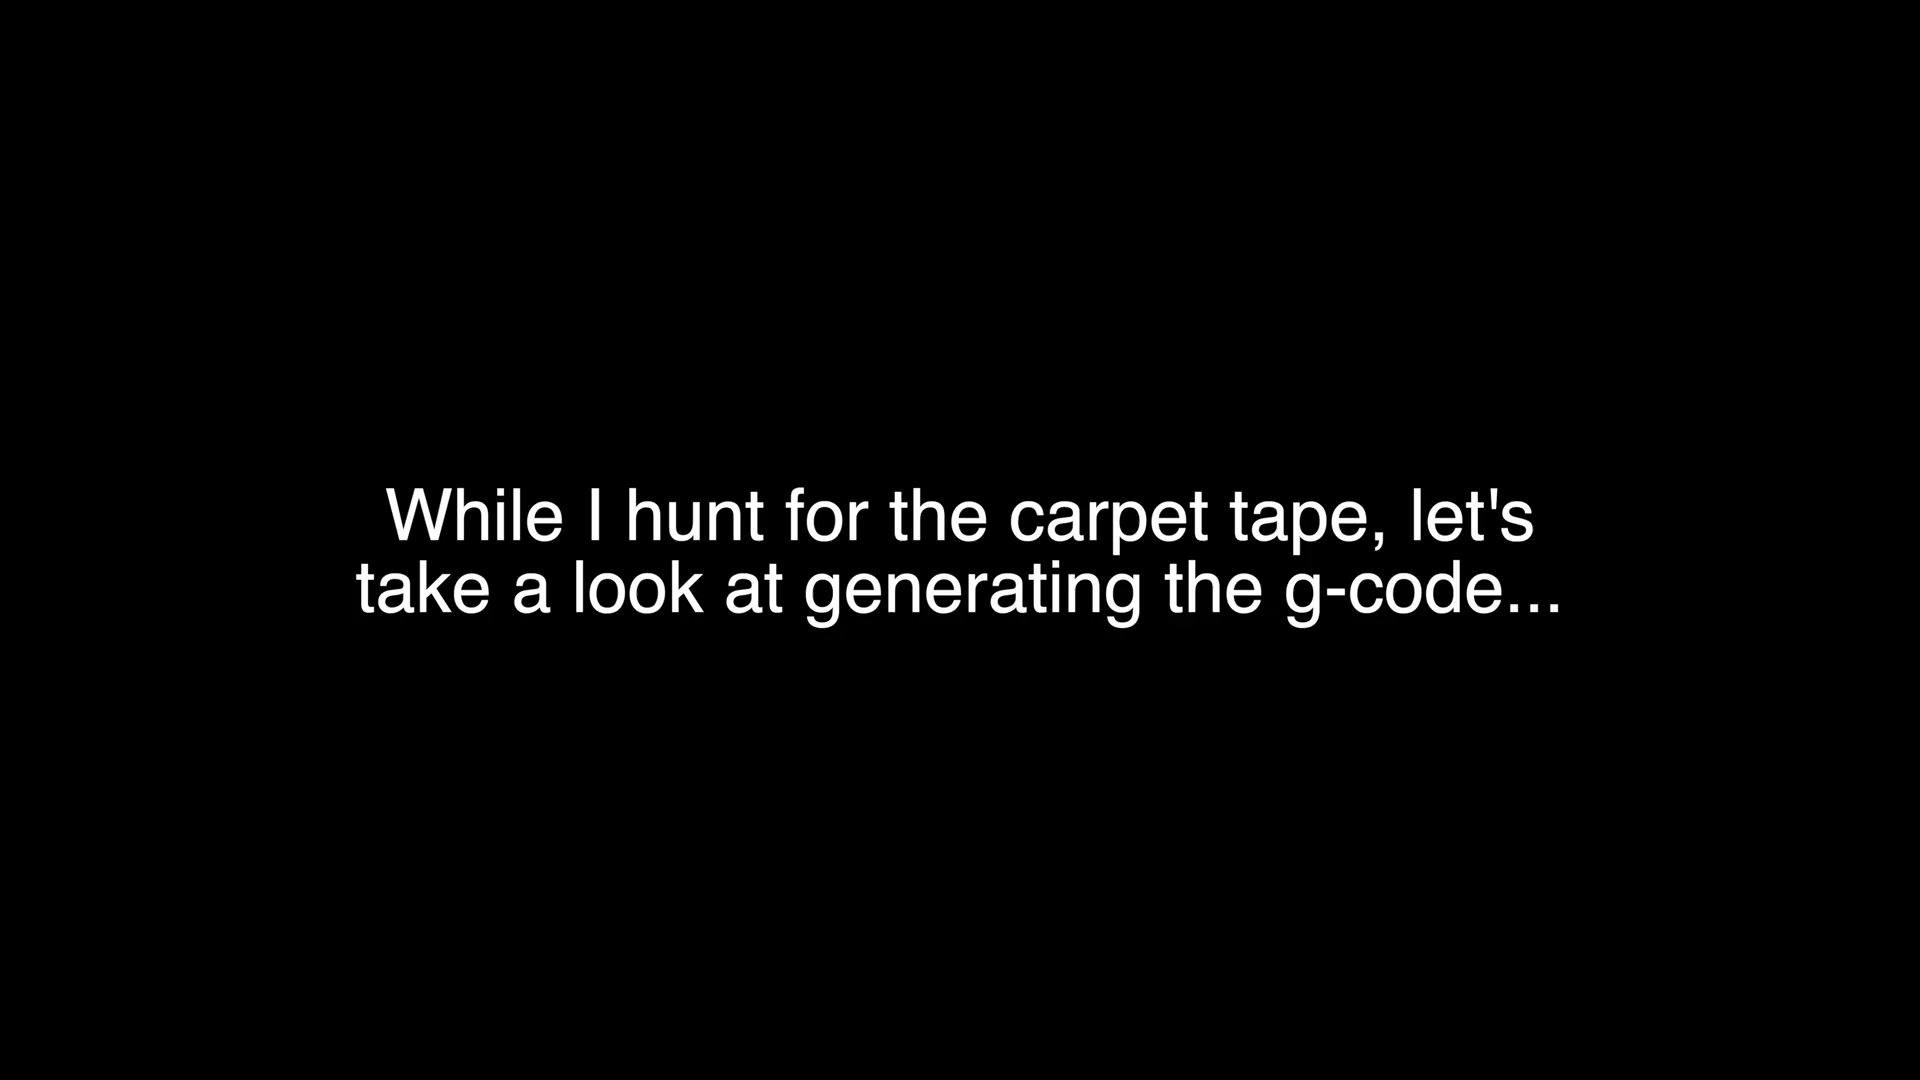 While I hunt for the carpet tape, let's
take a look at generating the g-code...